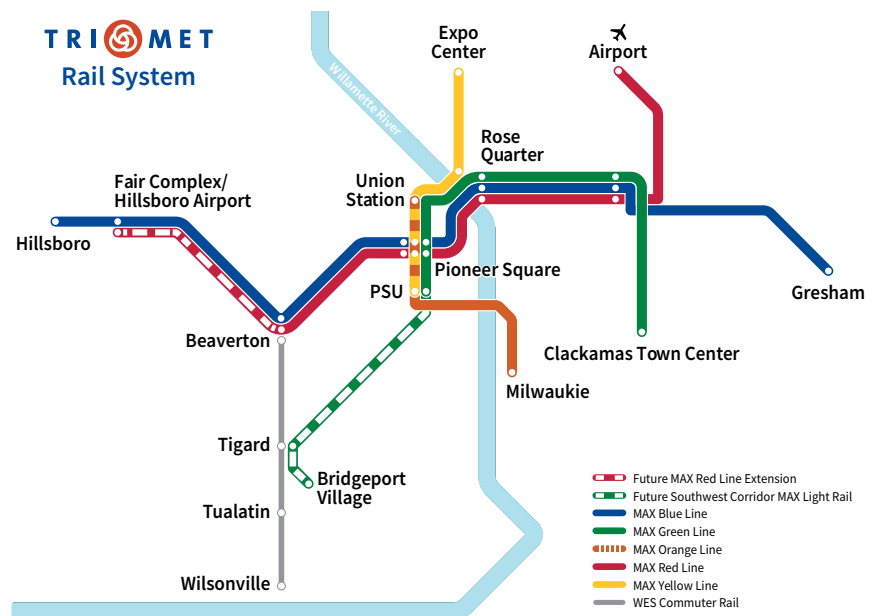 TRI MET
Rail System
Expo
Center
Airport
Willamette River
Rose
Quarter
Union
Station
Fair Complex/
Hillsboro Airport
Hillsboro
Pioneer Square
PSU
Gresham
Beaverton
Clackamas Town Center
Milwaukie
Tigard
Bridgeport
Village
Tualatin
Wilsonville
Future MAX Red Line Extension
Future Southwest Corridor MAX Light Rail
MAX Blue Line
MAX Green Line
MAX Orange Line
MAX Red Line
MAX Yellow Line
WES Commuter Rail